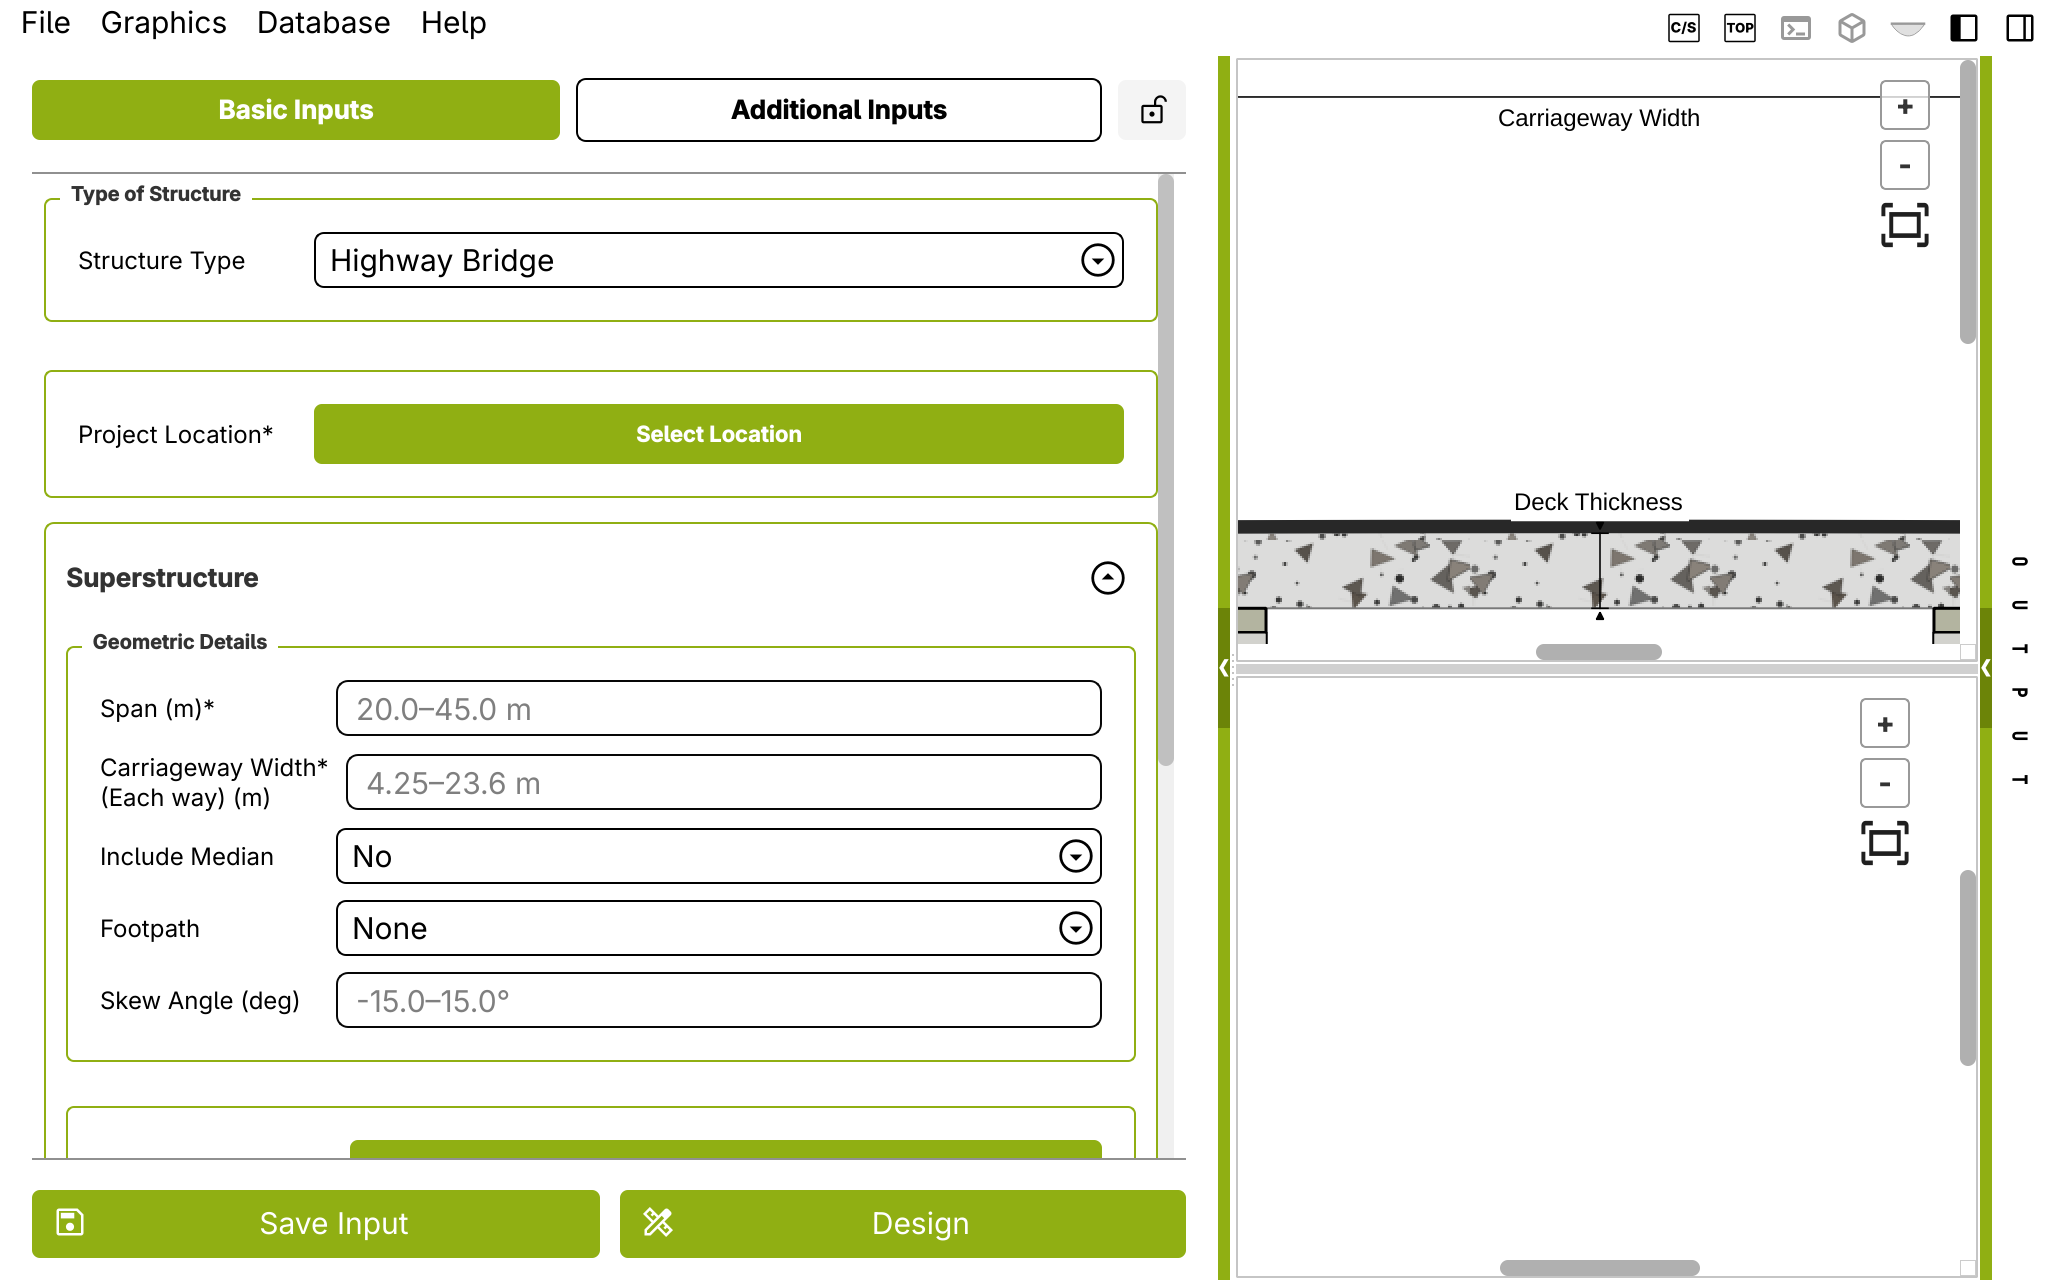 File Graphics Database Help
C/S TOP
Basic Inputs
Additional Inputs
Type of Structure
Structure Type
Highway Bridge
Project Location*
Select Location
Superstructure
Geometric Details
Span (m)*
20.0–45.0 m
Carriageway Width*
(Each way) (m)
4.25–23.6 m
Include Median
No
Footpath
None
Skew Angle (deg)
-15.0–15.0°
Save Input
Design
Carriageway Width
+
-
Deck Thickness
+
-
OUTPUT